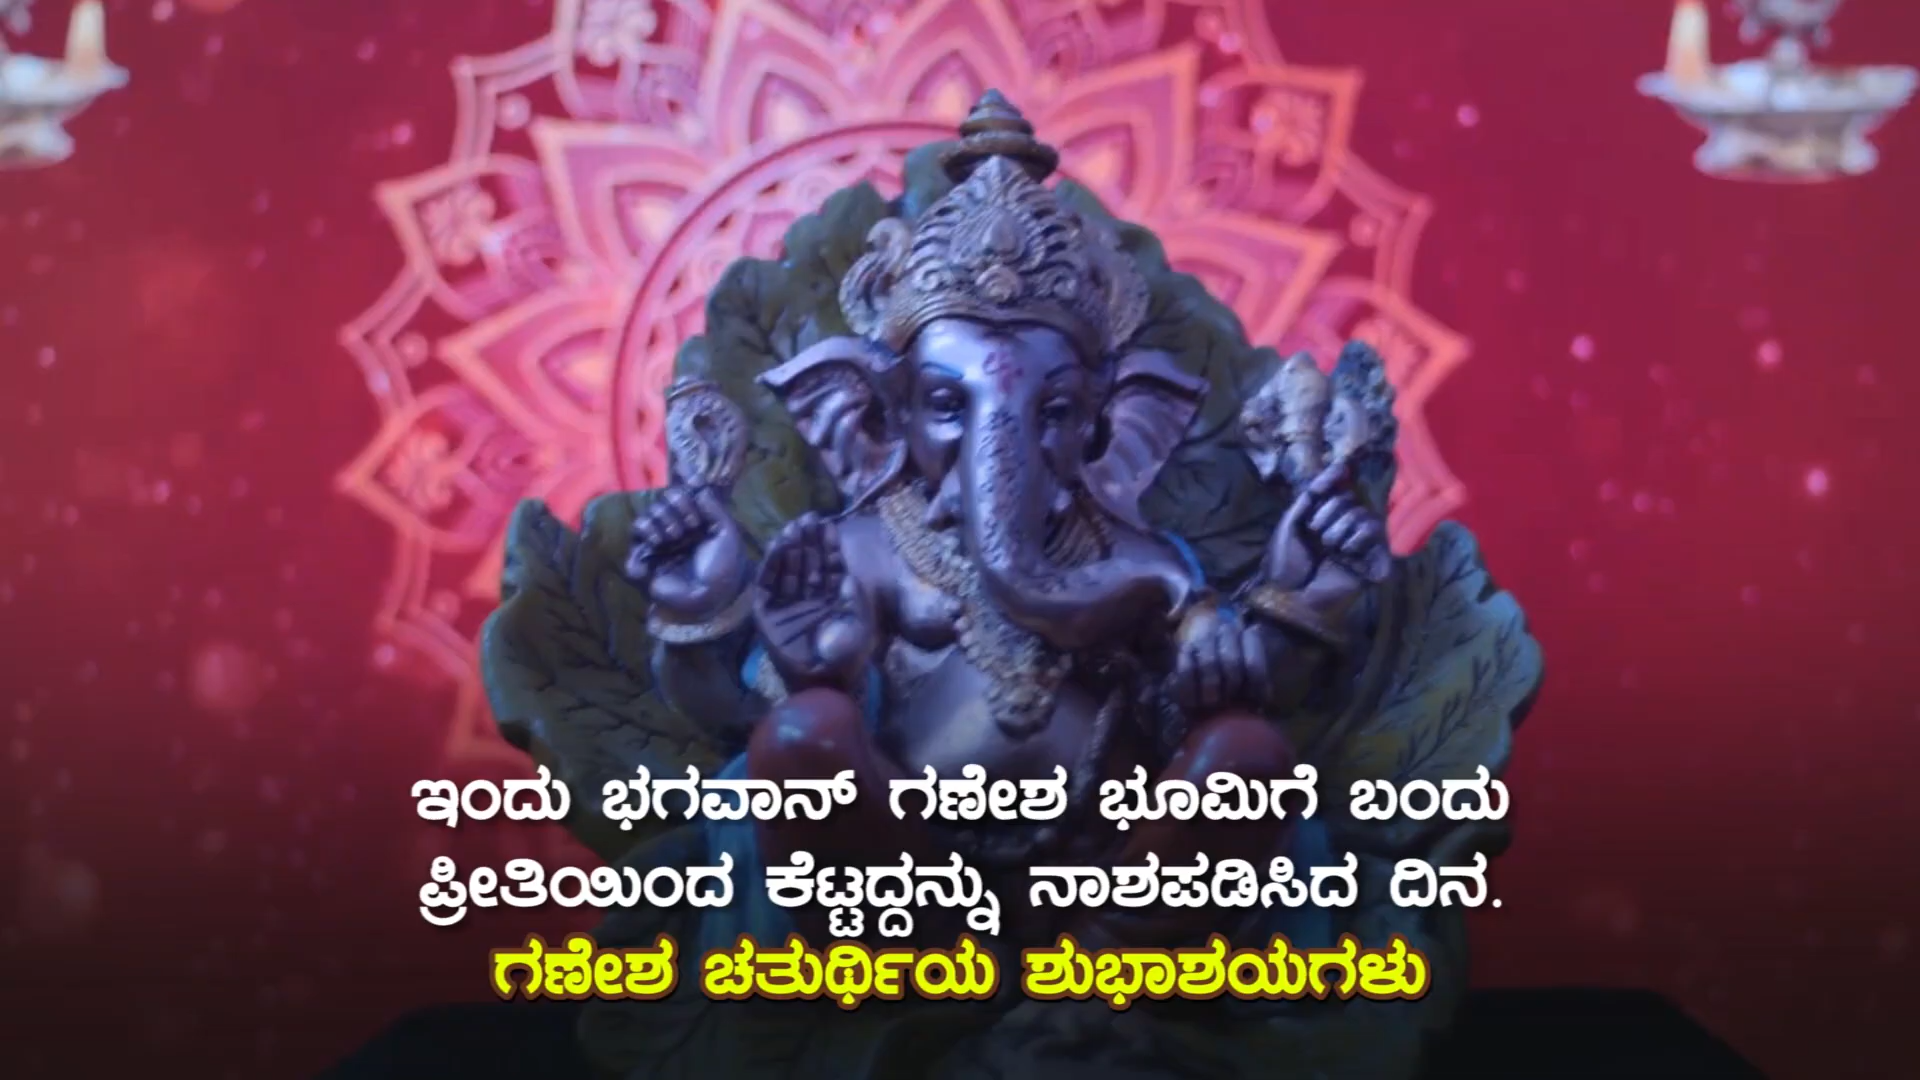 ಇಂದು ಭಗವಾನ್ ಗಣೇಶ ಭೂಮಿಗೆ ಬಂದು
ಪ್ರೀತಿಯಿಂದ ಕೆಟ್ಟದ್ದನ್ನು ನಾಶಪಡಿಸಿದ ದಿನ.
ಗಣೇಶ ಚತುರ್ಥಿಯ ಶುಭಾಶಯಗಳು